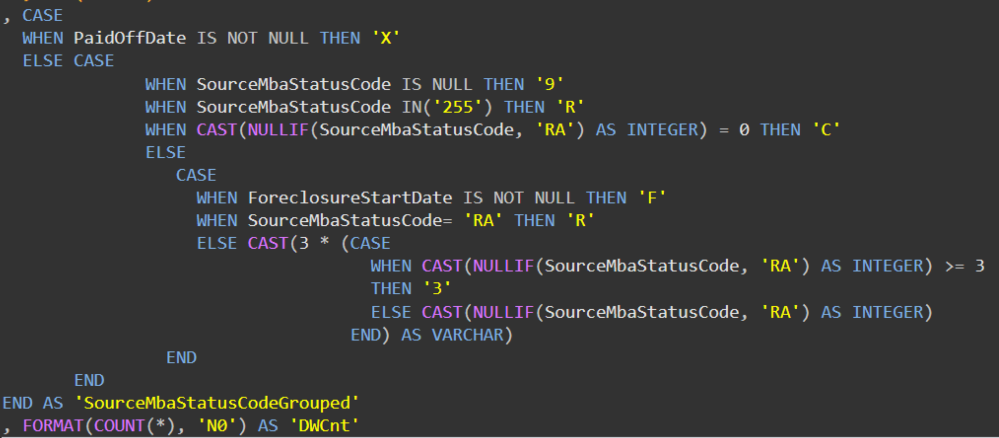 , CASE
WHEN PaidOffDate IS NOT NULL THEN 'X'
ELSE CASE
WHEN SourceMbaStatusCode IS NULL THEN '9'
WHEN SourceMbaStatusCode IN('255') THEN 'R'
WHEN CAST(NULLIF(SourceMbaStatusCode, 'RA') AS INTEGER) = 0 THEN 'C'
ELSE
CASE
WHEN ForeclosureStartDate IS NOT NULL THEN 'F'
WHEN SourceMbaStatusCode= 'RA' THEN 'R'
ELSE CAST(3 * (CASE
WHEN CAST(NULLIF(SourceMbaStatusCode, 'RA') AS INTEGER) >= 3
THEN '3'
ELSE CAST(NULLIF(SourceMbaStatusCode, 'RA') AS INTEGER)
END) AS VARCHAR)
END
END
END AS 'SourceMbaStatusCodeGrouped'
, FORMAT(COUNT(*), 'N0') AS 'DWCnt'